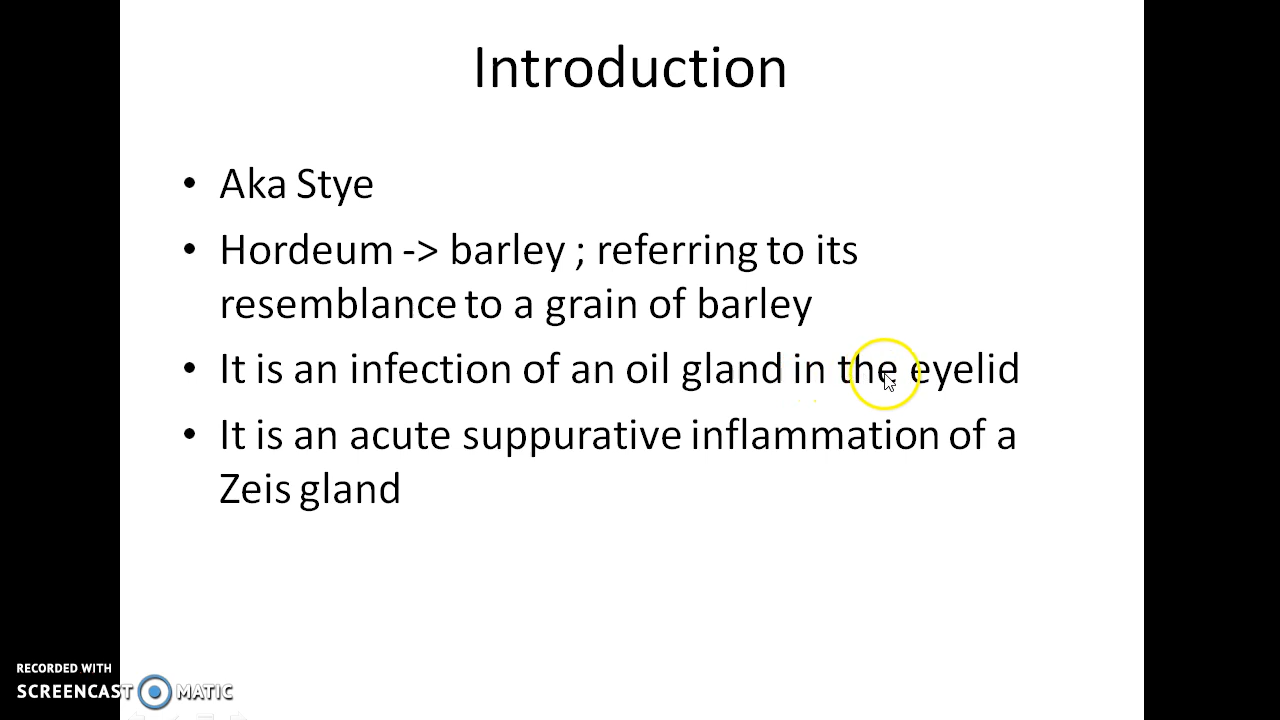 Introduction
• Aka Stye
• Hordeum -> barley ; referring to its
resemblance to a grain of barley
• It is an infection of an oil gland in the eyelid
• It is an acute suppurative inflammation of a
Zeis gland
RECORDED WITH
SCREENCAST MATIC